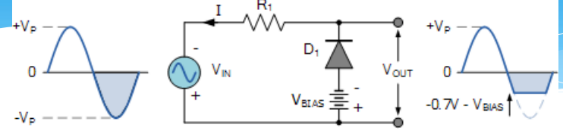 +VP
0
-VP
I
R1
-
VIN
+
D1
VBIAS
-
+
VOUT
+VP
0
-0.7V - VBIAS